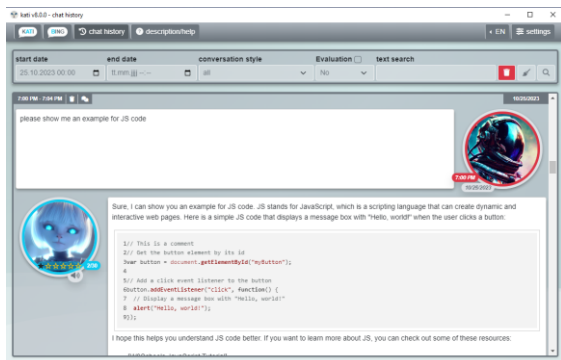 kati v8.0.0 - chat history
KATI BING chat history description/help EN settings
start date end date conversation style Evaluation text search
25.10.2023 00:00 tt.mm.jjjj --:-- all No
7:00 PM - 7:04 PM 10/25/2023
please show me an example for JS code
7:00 PM
10/25/2023
Sure, I can show you an example for JS code. JS stands for JavaScript, which is a scripting language that can create dynamic and
interactive web pages. Here is a simple JS code that displays a message box with "Hello, world!" when the user clicks a button:
1// This is a comment
2// Get the button element by its id
3var button = document.getElementById("myButton");
4
5// Add a click event listener to the button
6button.addEventListener("click", function() {
7 // Display a message box with "Hello, world!"
8 alert("Hello, world!");
9});
2/30
I hope this helps you understand JS code better. If you want to learn more about JS, you can check out some of these resources: